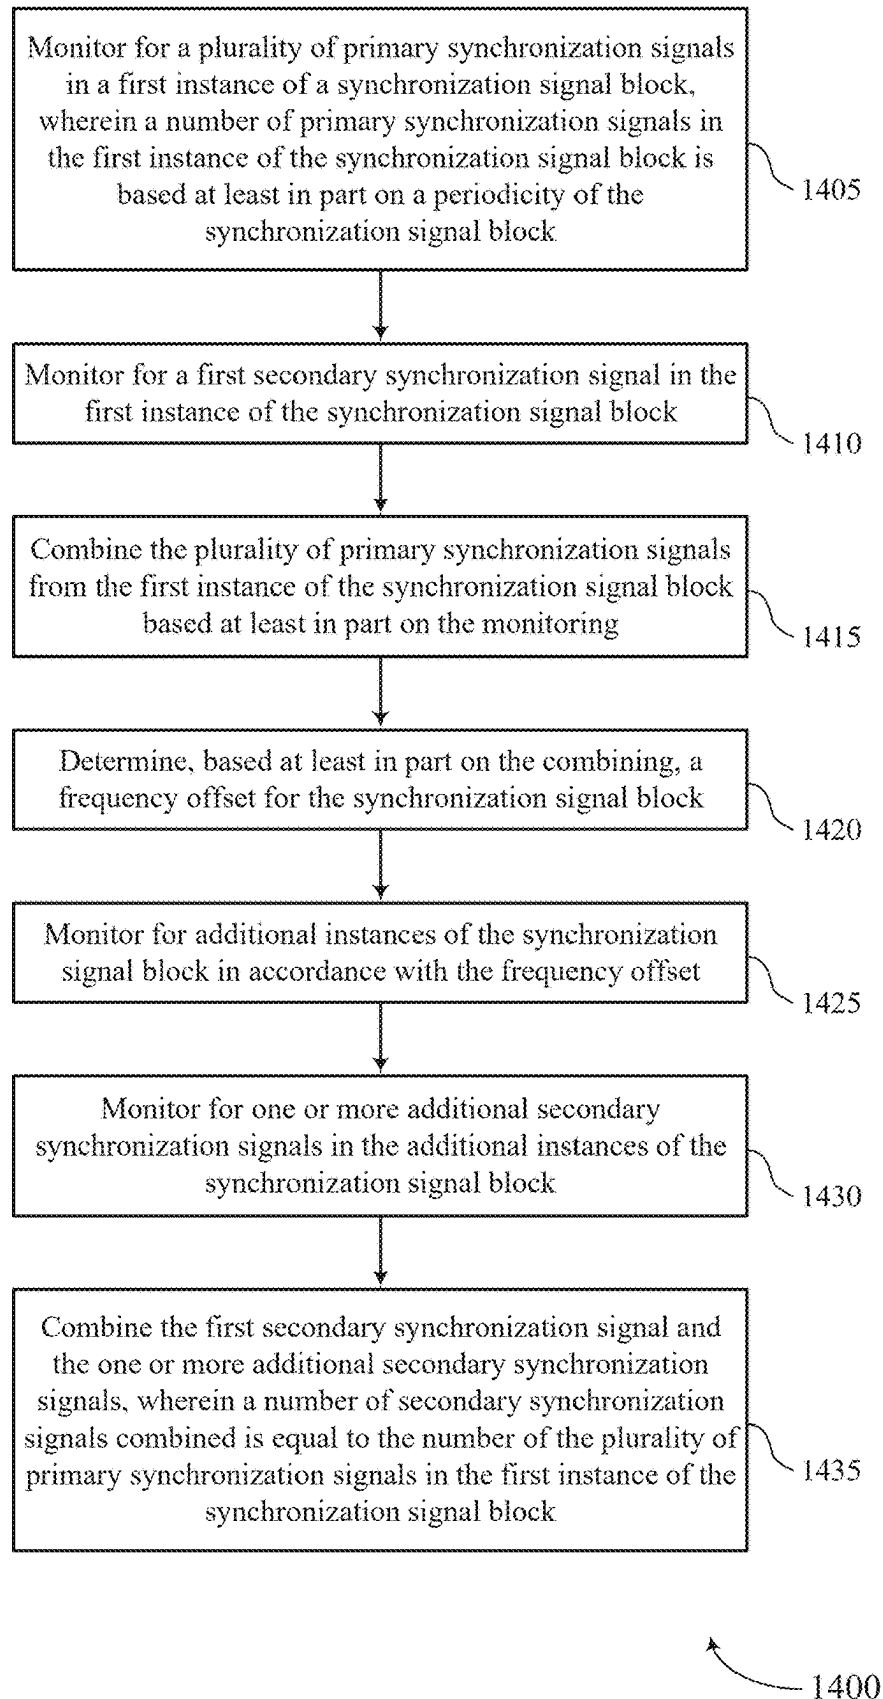 Monitor for a plurality of primary synchronization signals
in a first instance of a synchronization signal block,
wherein a number of primary synchronization signals in
the first instance of the synchronization signal block is
based at least in part on a periodicity of the
synchronization signal block
1405
Monitor for a first secondary synchronization signal in the
first instance of the synchronization signal block
1410
Combine the plurality of primary synchronization signals
from the first instance of the synchronization signal block
based at least in part on the monitoring
1415
Determine, based at least in part on the combining, a
frequency offset for the synchronization signal block
1420
Monitor for additional instances of the synchronization
signal block in accordance with the frequency offset
1425
Monitor for one or more additional secondary
synchronization signals in the additional instances of the
synchronization signal block
1430
Combine the first secondary synchronization signal and
the one or more additional secondary synchronization
signals, wherein a number of secondary synchronization
signals combined is equal to the number of the plurality of
primary synchronization signals in the first instance of the
synchronization signal block
1435
1400